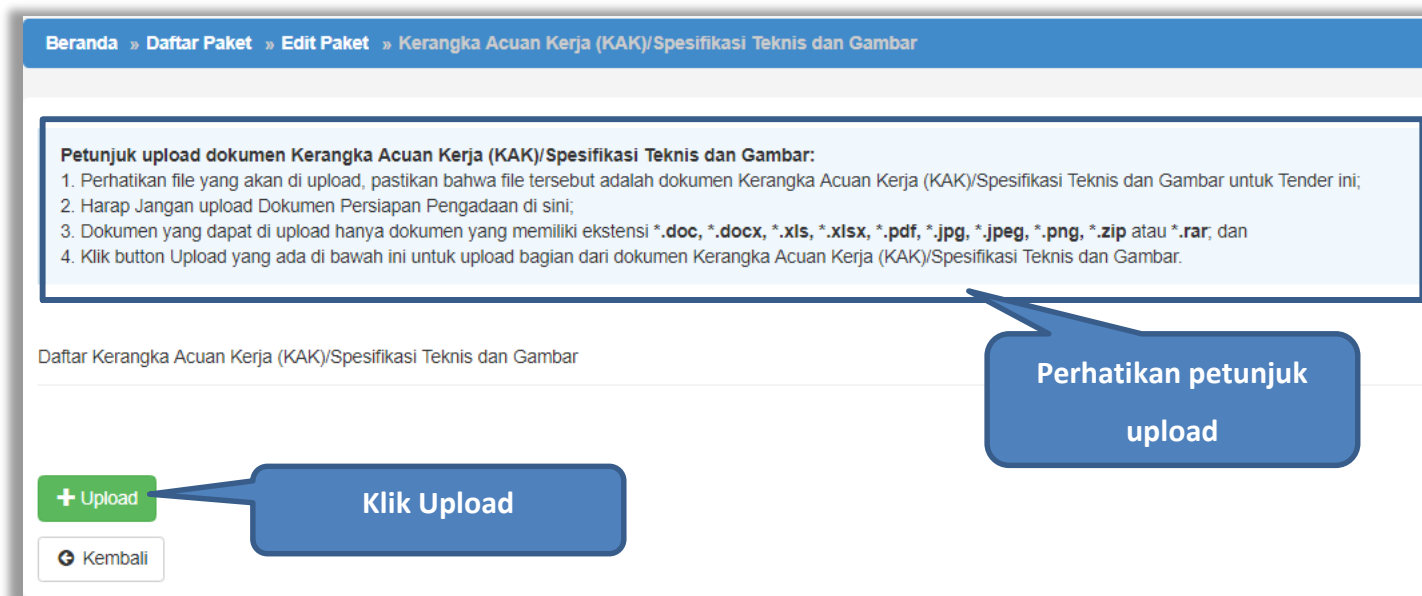 Beranda » Daftar Paket » Edit Paket » Kerangka Acuan Kerja (KAK)/Spesifikasi Teknis dan Gambar
Petunjuk upload dokumen Kerangka Acuan Kerja (KAK)/Spesifikasi Teknis dan Gambar:
1. Perhatikan file yang akan di upload, pastikan bahwa file tersebut adalah dokumen Kerangka Acuan Kerja (KAK)/Spesifikasi Teknis dan Gambar untuk Tender ini;
2. Harap Jangan upload Dokumen Persiapan Pengadaan di sini;
3. Dokumen yang dapat di upload hanya dokumen yang memiliki ekstensi *.doc, *.docx, *.xls, *.xlsx, *.pdf, *.jpg, *.jpeg, *.png, *.zip atau *.rar; dan
4. Klik button Upload yang ada di bawah ini untuk upload bagian dari dokumen Kerangka Acuan Kerja (KAK)/Spesifikasi Teknis dan Gambar.
Perhatikan petunjuk
upload
Daftar Kerangka Acuan Kerja (KAK)/Spesifikasi Teknis dan Gambar
+ Upload
Klik Upload
Kembali